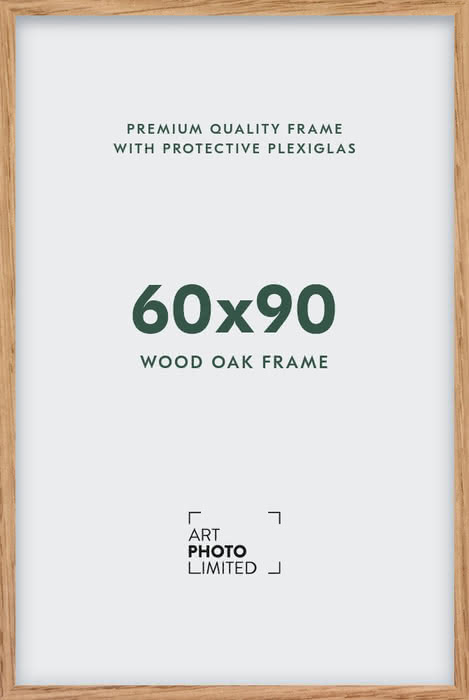 PREMIUM QUALITY FRAME
WITH PROTECTIVE PLEXIGLAS
60x90
WOOD OAK FRAME
ART
PHOTO
LIMITED